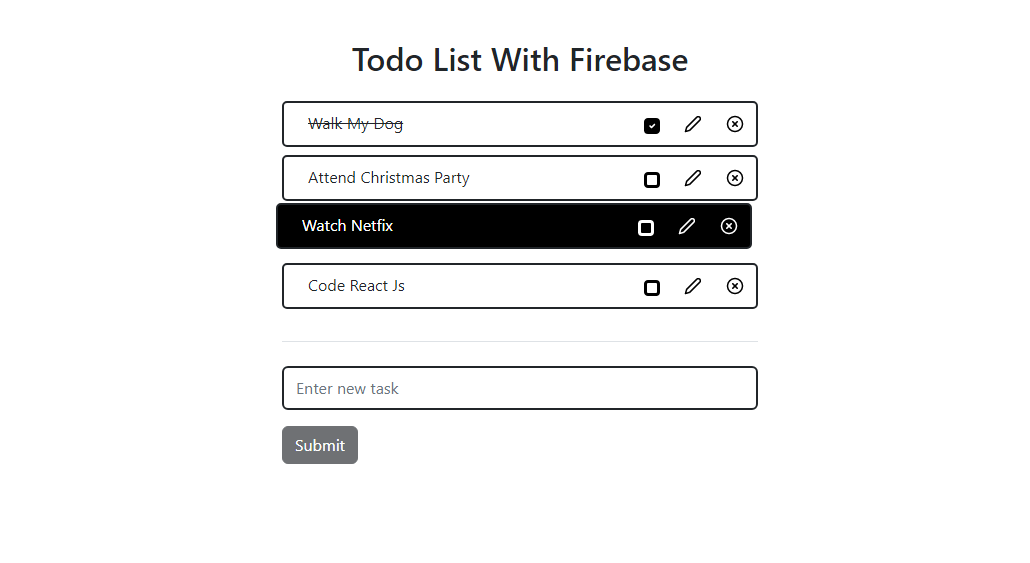 Todo List With Firebase
Walk My Dog
Attend Christmas Party
Watch Netfix
Code React Js
Enter new task
Submit